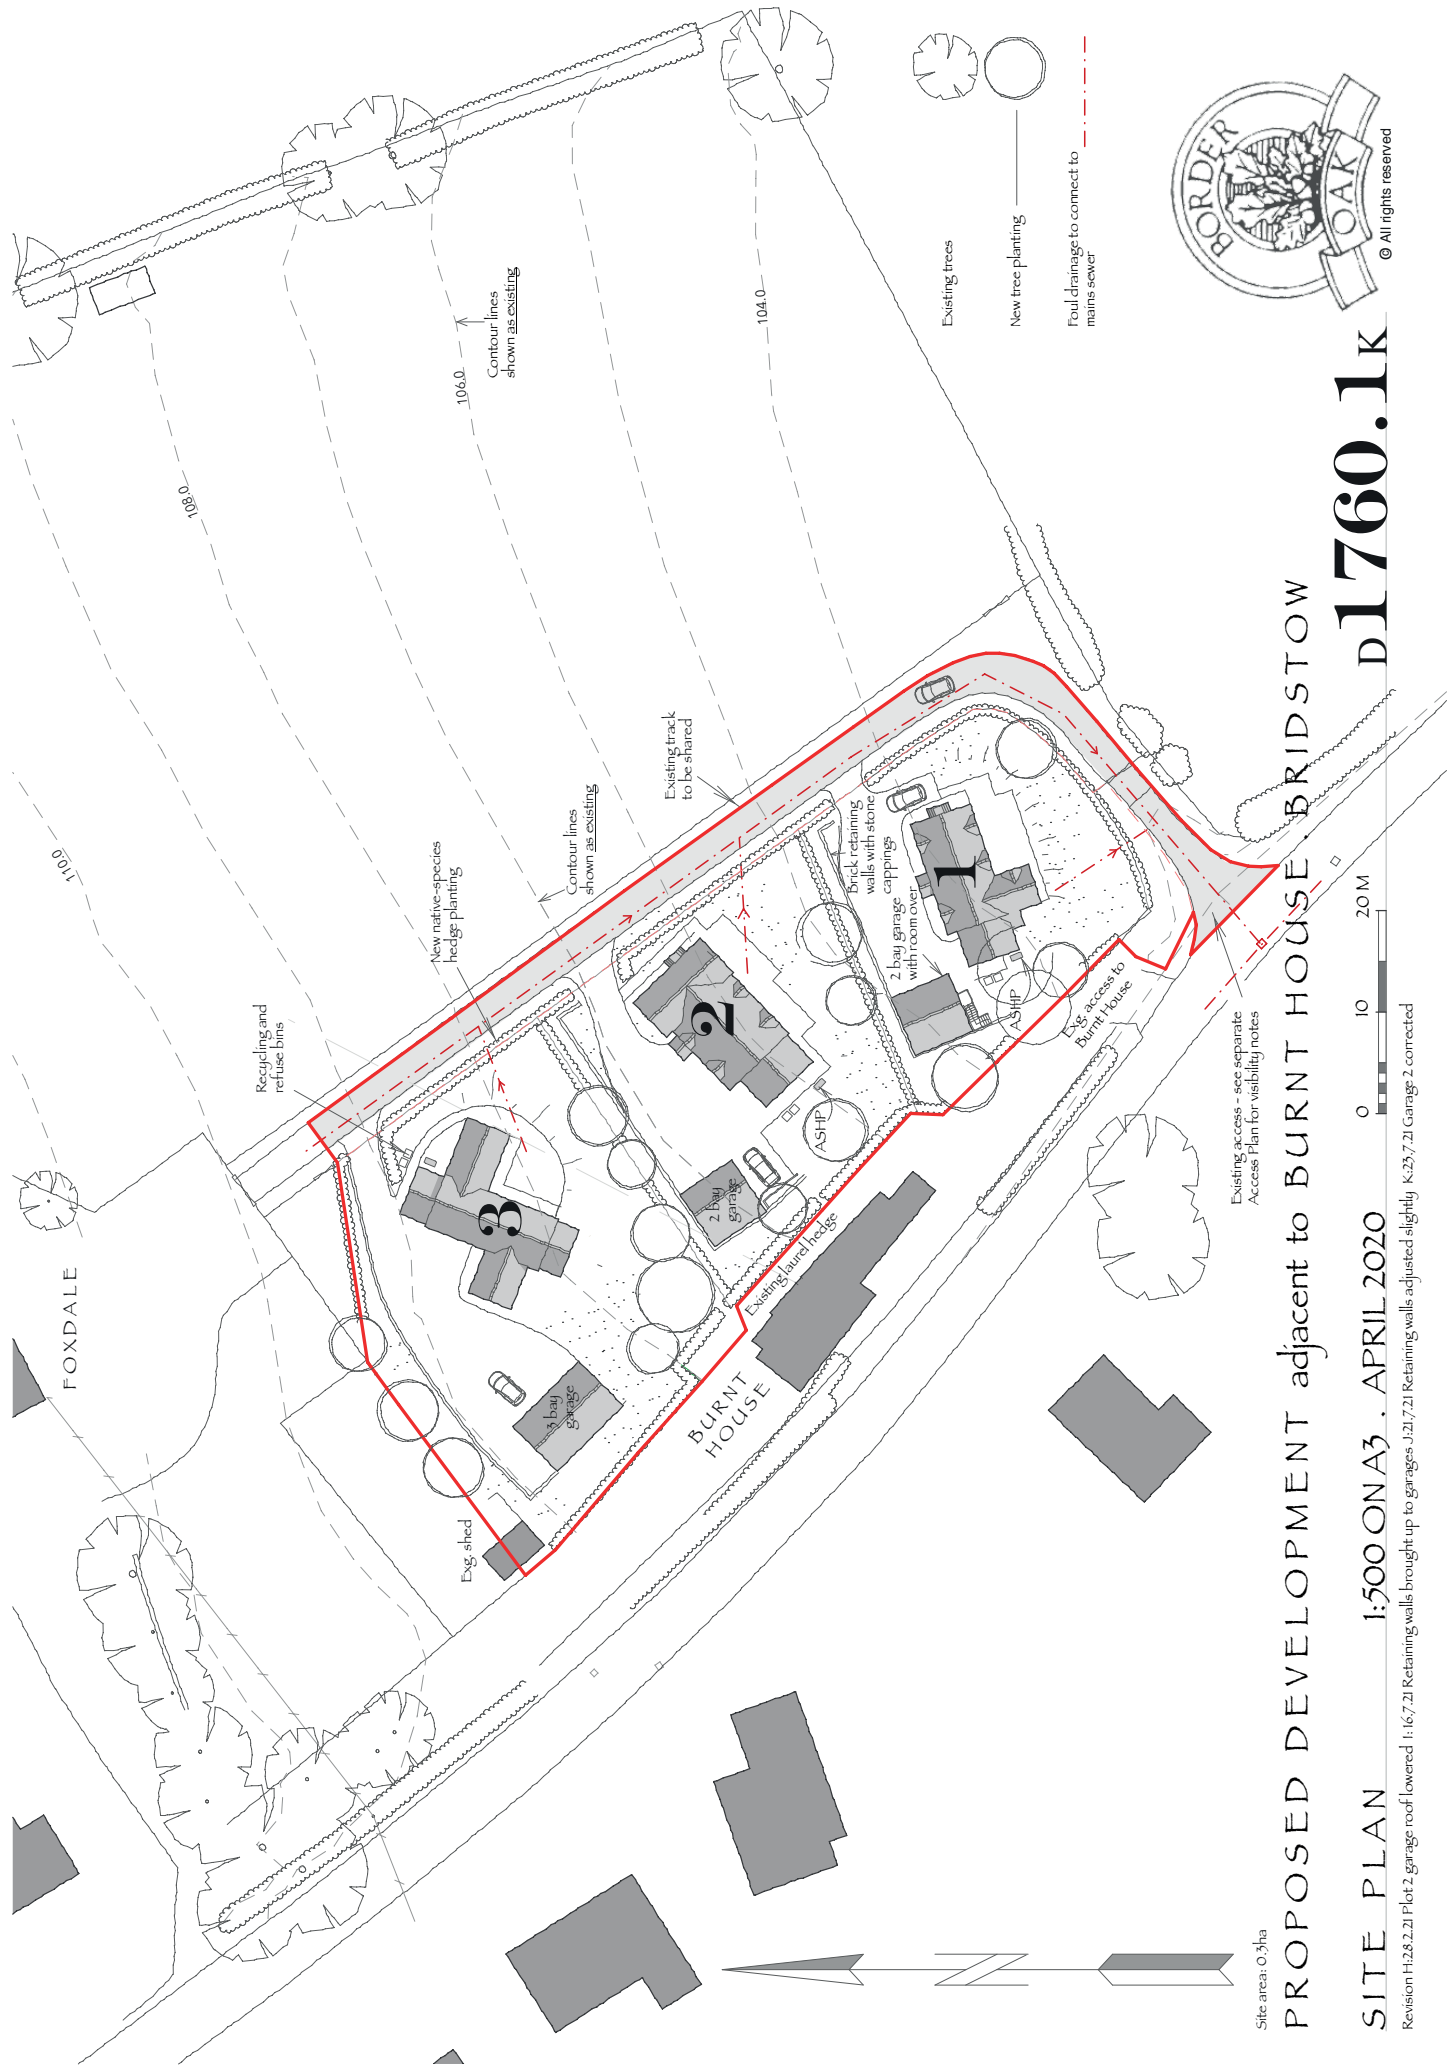 FOXDALE
110.0
108.0
106.0
104.0
Contour lines
shown as existing
Contour lines
shown as existing
Existing track
to be shared
New native-species
hedge planting
Recycling and
refuse bins
Brick retaining
walls with stone
cappings
2 bay garage
with room over
1
2
3
ASHP
ASHP
2 bay
garage
3 bay
garage
Exg. shed
Existing laurel hedge
BURNT
HOUSE
Exg. access to
Burnt House
Existing access - see separate
Access Plan for visibility notes
Existing trees
New tree planting
Foul drainage to connect to
mains sewer
BORDER
OAK
© All rights reserved
Site area: 0.3ha
PROPOSED DEVELOPMENT adjacent to BURNT HOUSE . BRIDSTOW
0 10 20 M
SITE PLAN 1:500 ON A3 . APRIL 2020 D1760.1K
Revision H:28.2.21 Plot 2 garage roof lowered I:16.7.21 Retaining walls brought up to garages J:21.7.21 Retaining walls adjusted slightly K:23.7.21 Garage 2 corrected